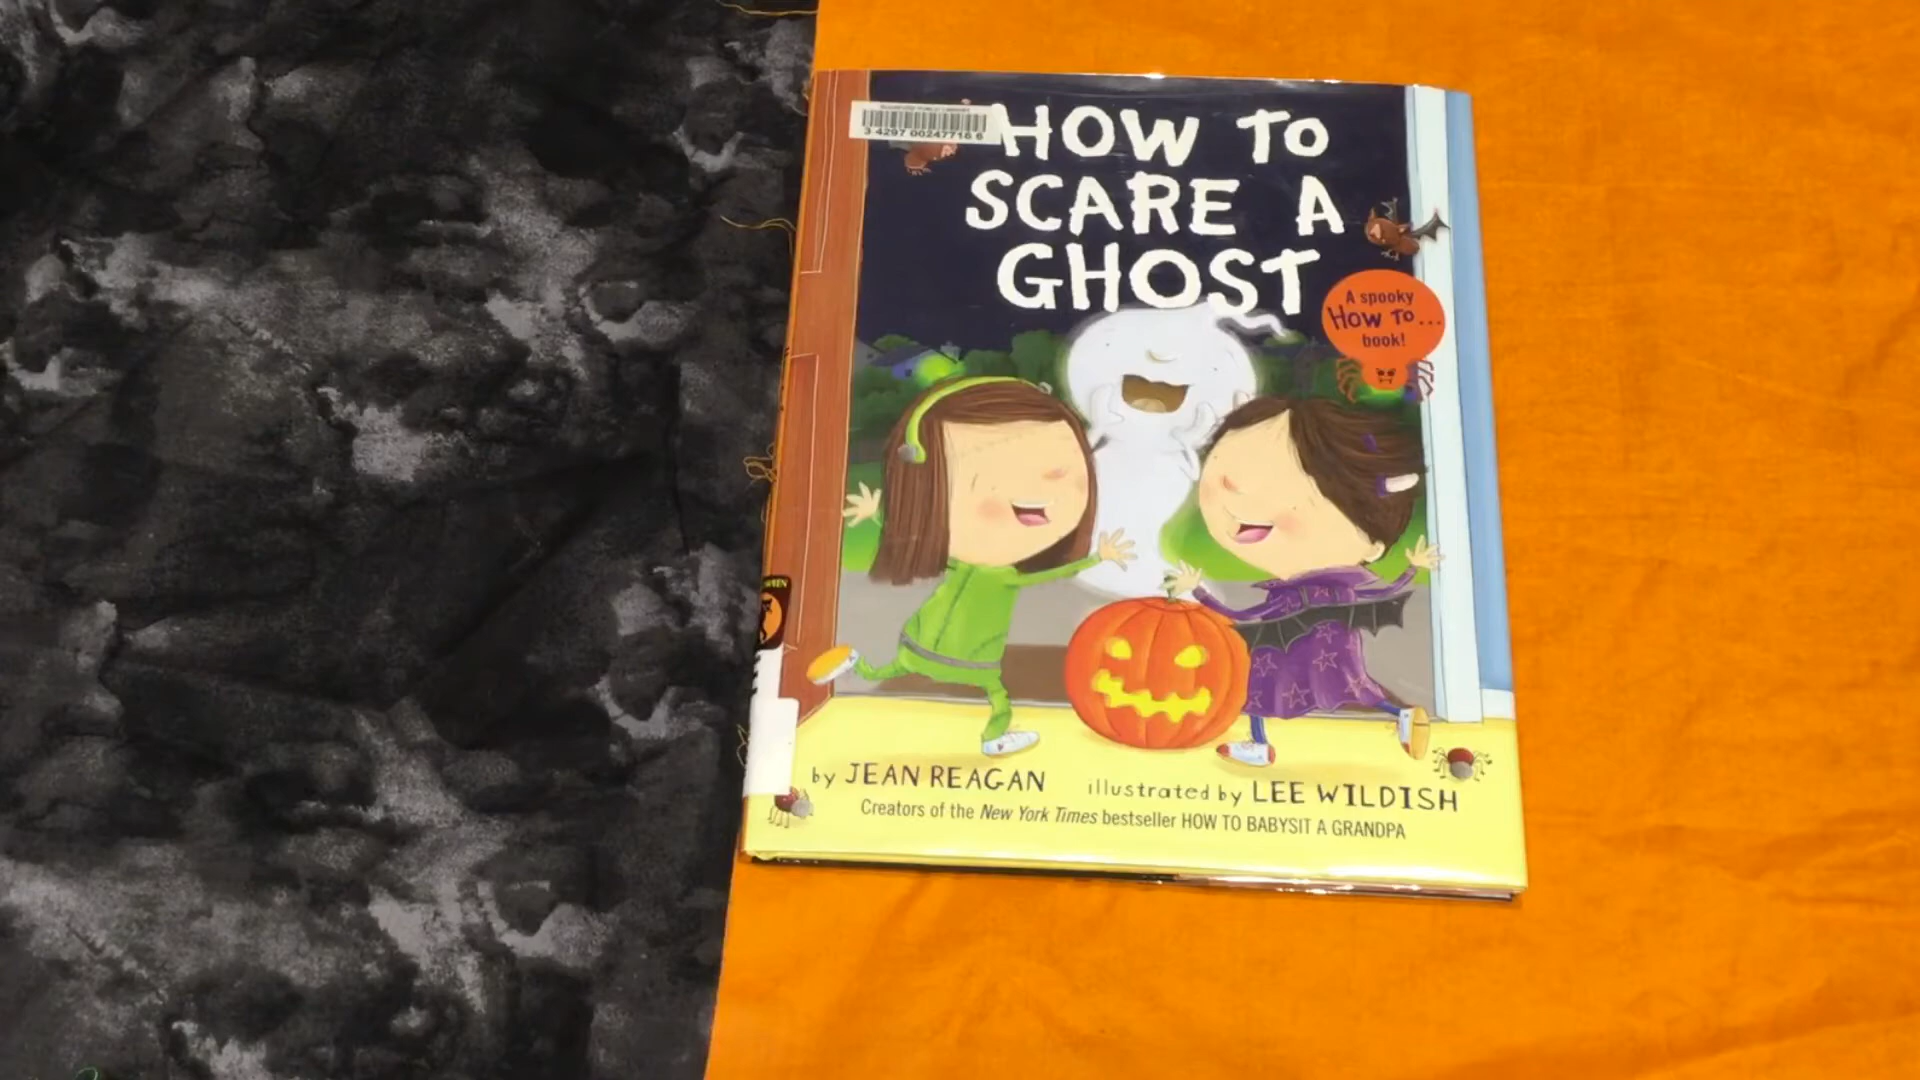 3 4297 00247718 6
HOW TO
SCARE A
GHOST
A spooky
HOW TO...
book!
by JEAN REAGAN illustrated by LEE WILDISH
Creators of the New York Times bestseller HOW TO BABYSIT A GRANDPA